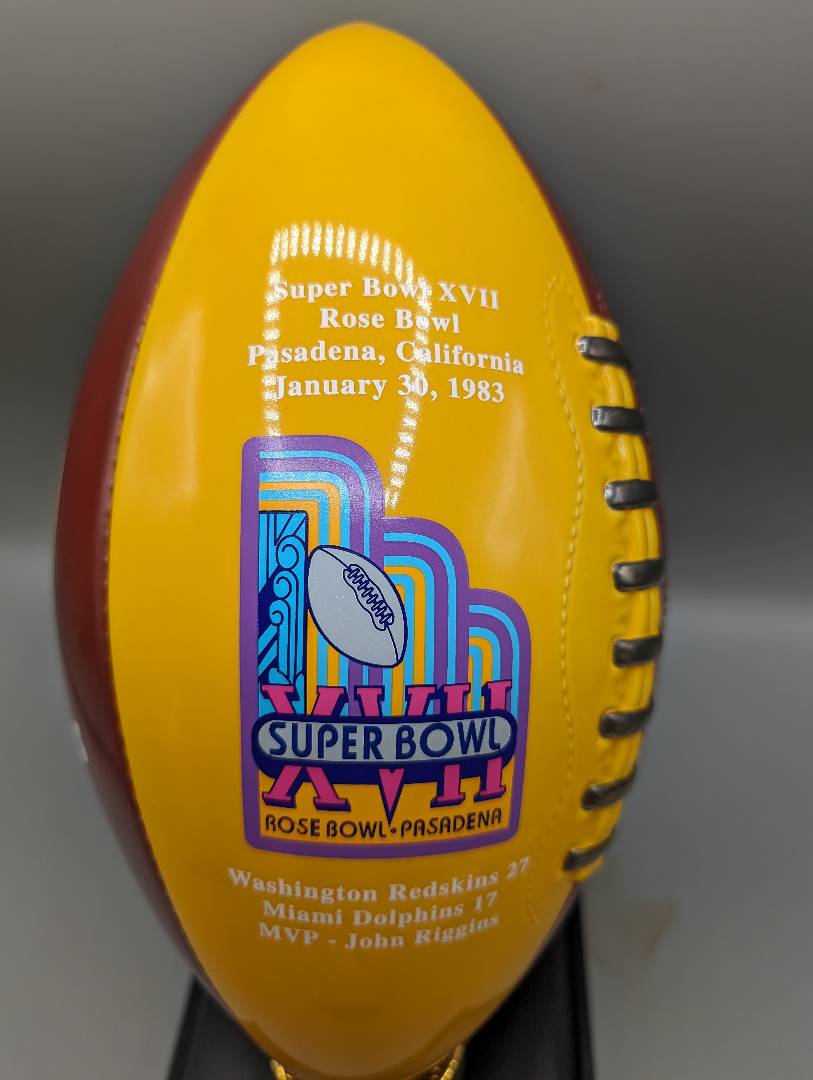 Super Bowl XVII
Rose Bowl
Pasadena, California
January 30, 1983
XVII
SUPER BOWL
ROSE BOWL • PASADENA
Washington Redskins 27
Miami Dolphins 17
MVP - John Riggins